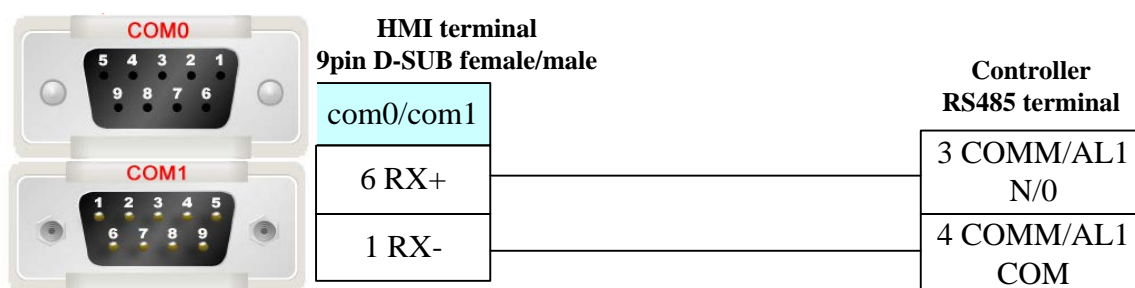 COM0
5 4 3 2 1
9 8 7 6
COM1
1 2 3 4 5
6 7 8 9
HMI terminal
9pin D-SUB female/male
com0/com1
6 RX+
1 RX-
Controller
RS485 terminal
3 COMM/AL1
N/0
4 COMM/AL1
COM